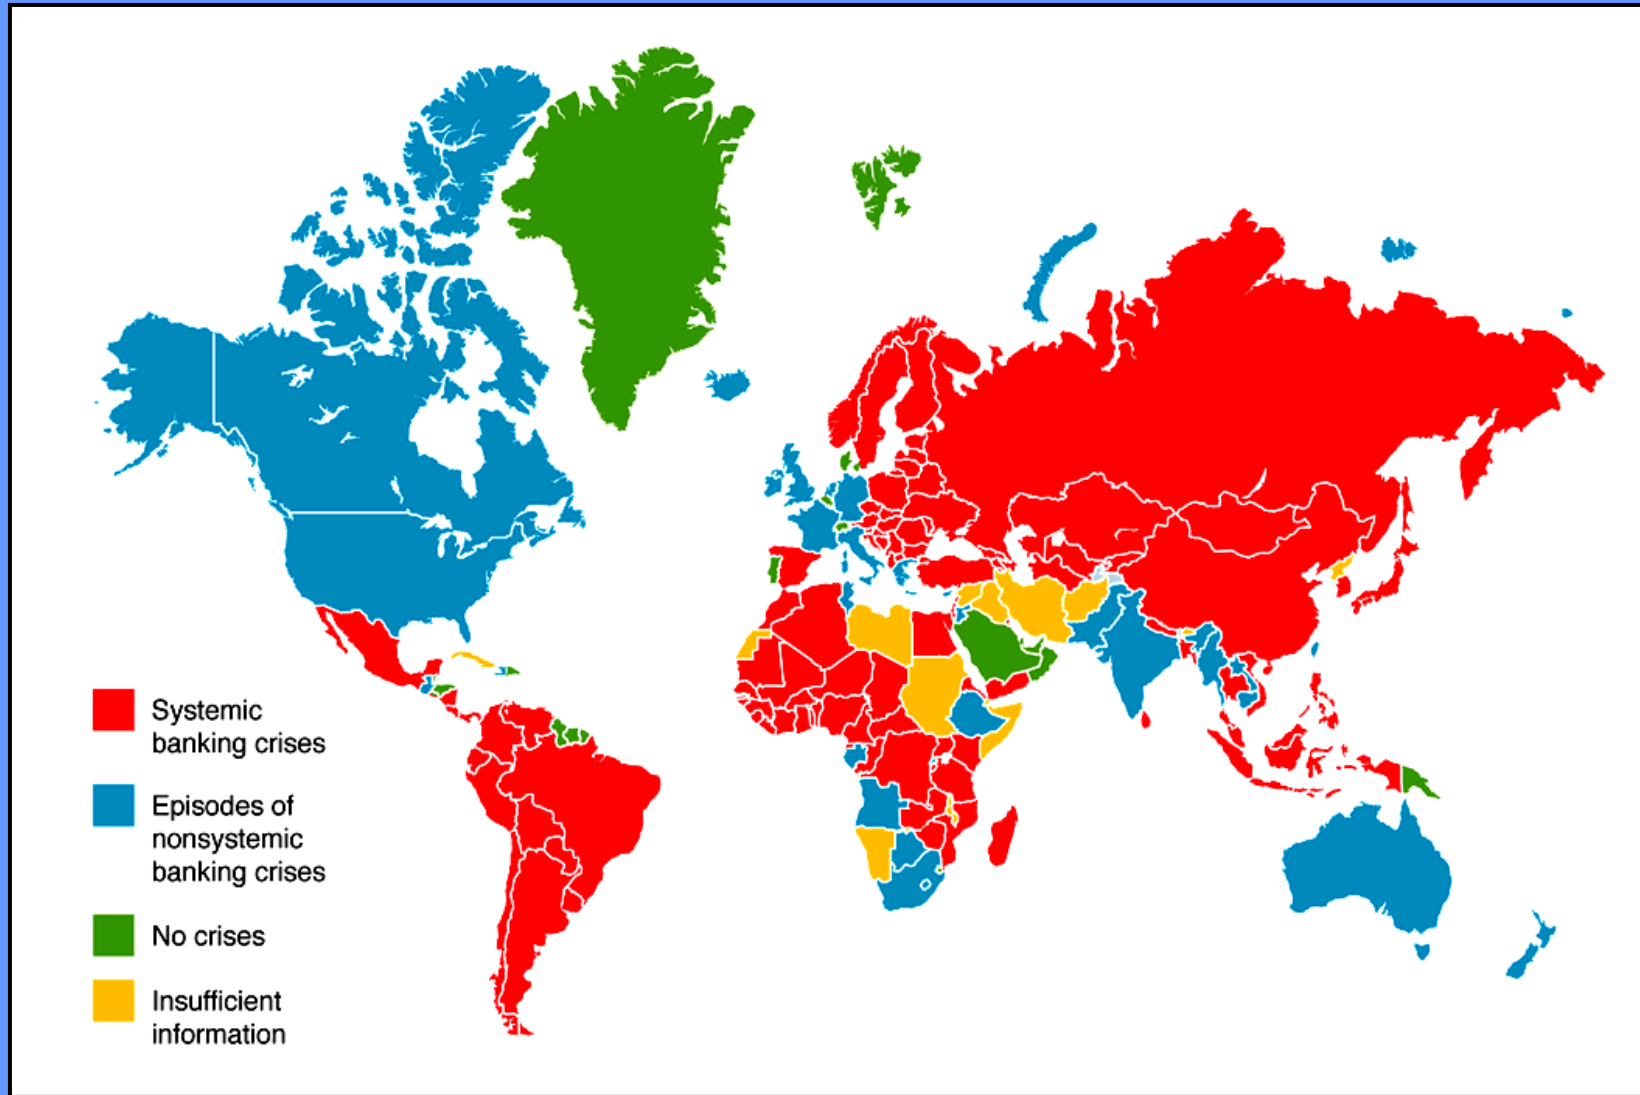 Systemic
banking crises
Episodes of
nonsystemic
banking crises
No crises
Insufficient
information